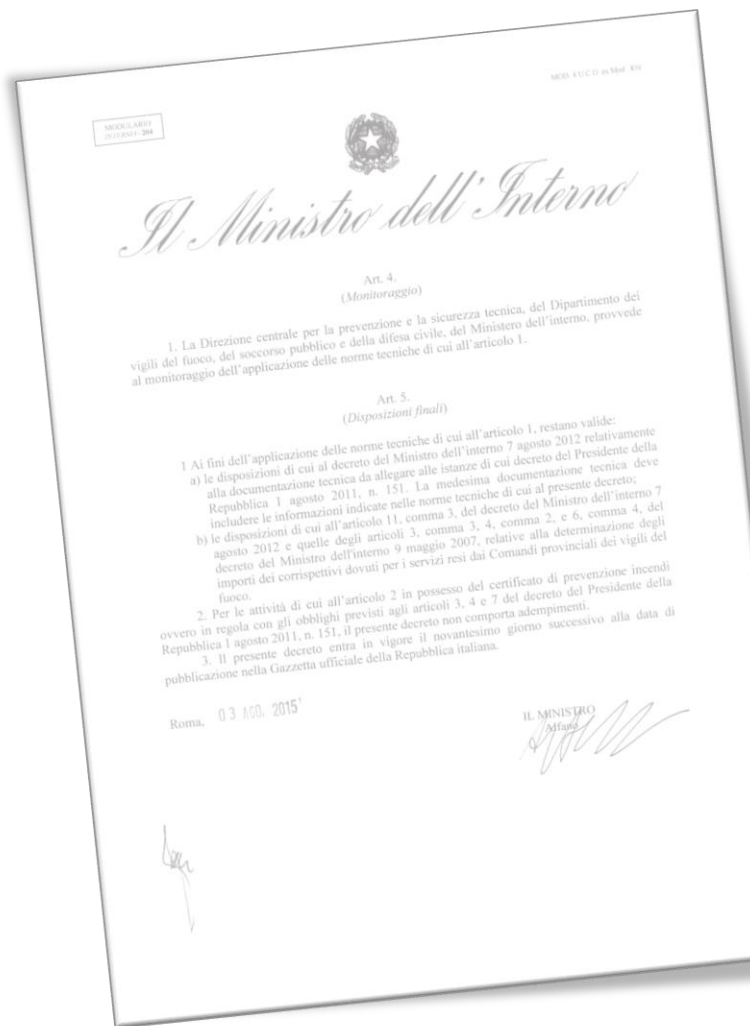 MODULARIO
INTERNO - 204
MOD. 4 U.C.G. ex Mod. 834
Il Ministro dell'Interno
Art. 4.
(Monitoraggio)
1. La Direzione centrale per la prevenzione e la sicurezza tecnica, del Dipartimento dei
vigili del fuoco, del soccorso pubblico e della difesa civile, del Ministero dell'interno, provvede
al monitoraggio dell'applicazione delle norme tecniche di cui all'articolo 1.
Art. 5.
(Disposizioni finali)
1 Ai fini dell'applicazione delle norme tecniche di cui all'articolo 1, restano valide:
a) le disposizioni di cui al decreto del Ministro dell'interno 7 agosto 2012 relativamente
alla documentazione tecnica da allegare alle istanze di cui decreto del Presidente della
Repubblica 1 agosto 2011, n. 151. La medesima documentazione tecnica deve
includere le informazioni indicate nelle norme tecniche di cui al presente decreto;
b) le disposizioni di cui all'articolo 11, comma 3, del decreto del Ministro dell'interno 7
agosto 2012 e quelle degli articoli 3, comma 3, 4, comma 2, e 6, comma 4, del
decreto del Ministro dell'interno 9 maggio 2007, relative alla determinazione degli
importi dei corrispettivi dovuti per i servizi resi dai Comandi provinciali dei vigili del
fuoco.
2. Per le attività di cui all'articolo 2 in possesso del certificato di prevenzione incendi
ovvero in regola con gli obblighi previsti agli articoli 3, 4 e 7 del decreto del Presidente della
Repubblica 1 agosto 2011, n. 151, il presente decreto non comporta adempimenti.
3. Il presente decreto entra in vigore il novantesimo giorno successivo alla data di
pubblicazione nella Gazzetta ufficiale della Repubblica italiana.
Roma, 03 AGO. 2015
IL MINISTRO
Alfano